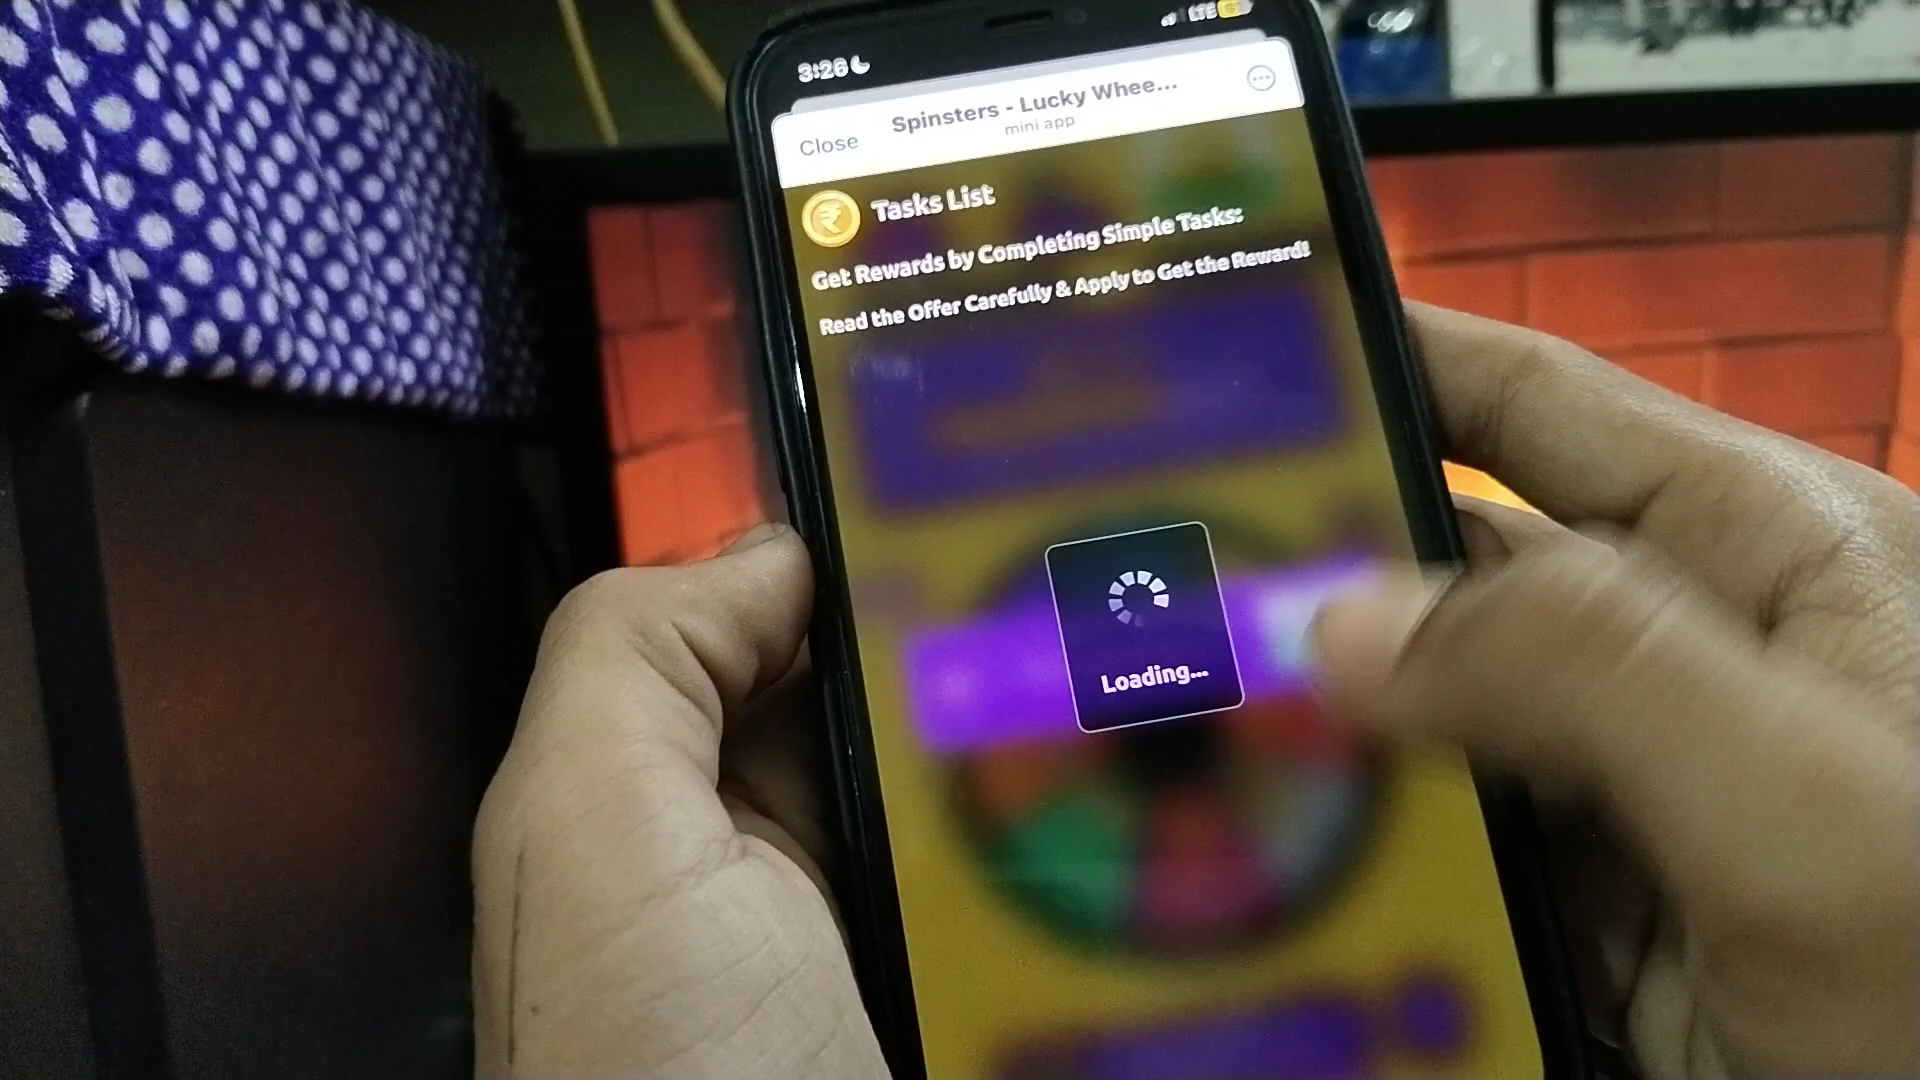 3:26
LTE
Close
Spinsters - Lucky Whee...
mini app
Tasks List
Get Rewards by Completing Simple Tasks:
Read the Offer Carefully & Apply to Get the Reward!
Loading...